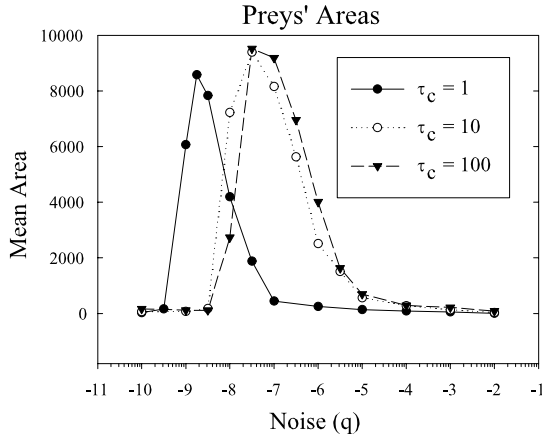 Preys' Areas
10000
8000
6000
4000
2000
0
Mean Area
τc = 1
τc = 10
τc = 100
-11 -10 -9 -8 -7 -6 -5 -4 -3 -2 -1
Noise (q)